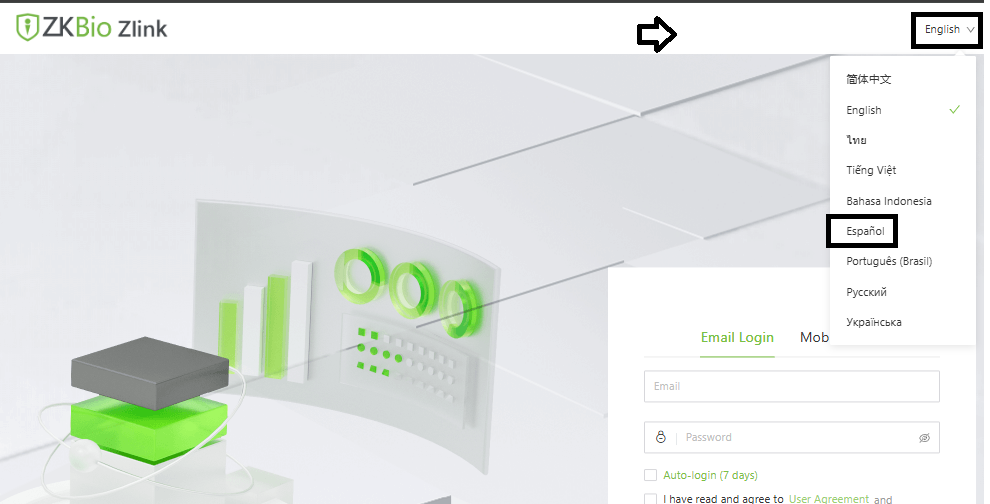 ZKBio Zlink
English
简体中文
English
ไทย
Tiếng Việt
Bahasa Indonesia
Español
Português (Brasil)
Русский
Українська
Email Login
Mob
Email
Password
Auto-login (7 days)
I have read and agree to User Agreement and